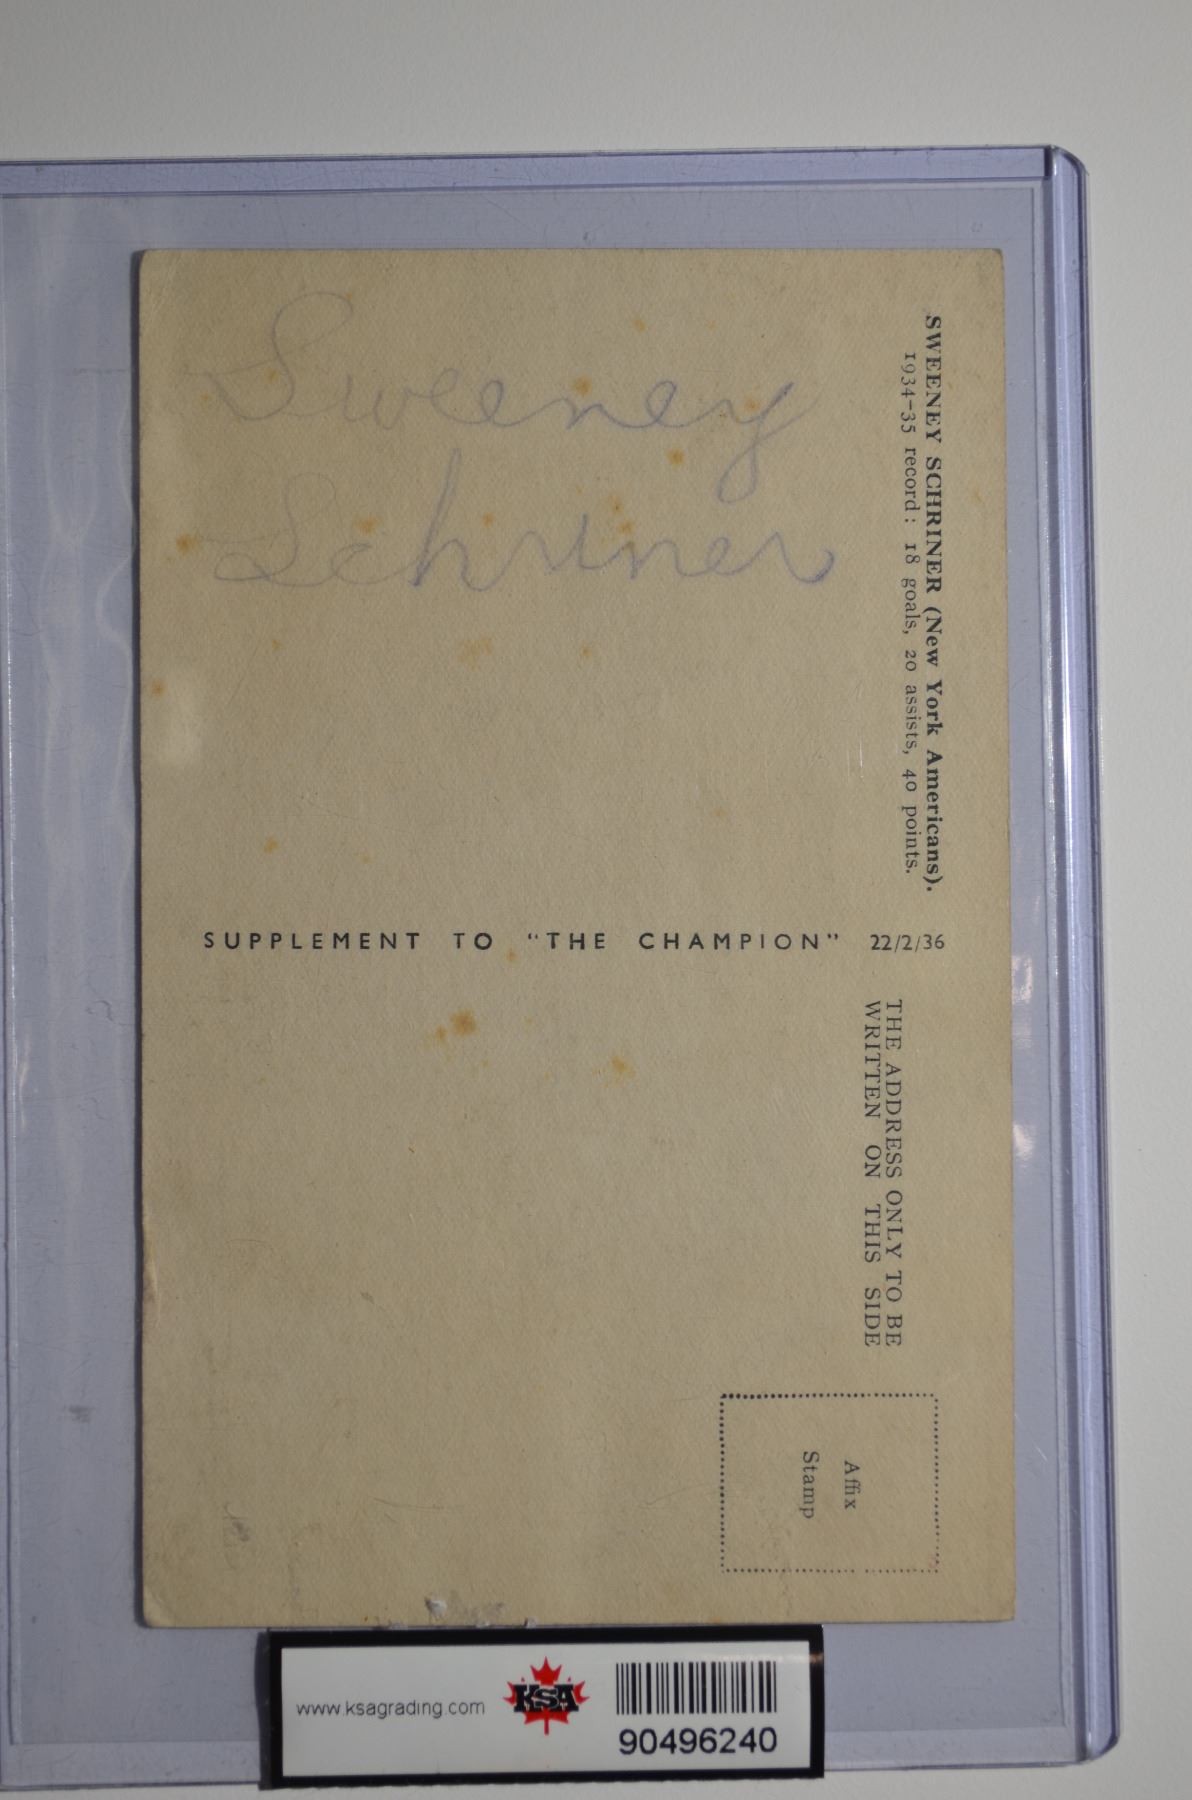 Sweeney
Schriner
SWEENEY SCHRINER (New York Americans).
1934-35 record: 18 goals, 20 assists, 40 points.
SUPPLEMENT TO "THE CHAMPION" 22/2/36
THE ADDRESS ONLY TO BE
WRITTEN ON THIS SIDE
Affix
Stamp
www.ksagrading.com
KSA
90496240